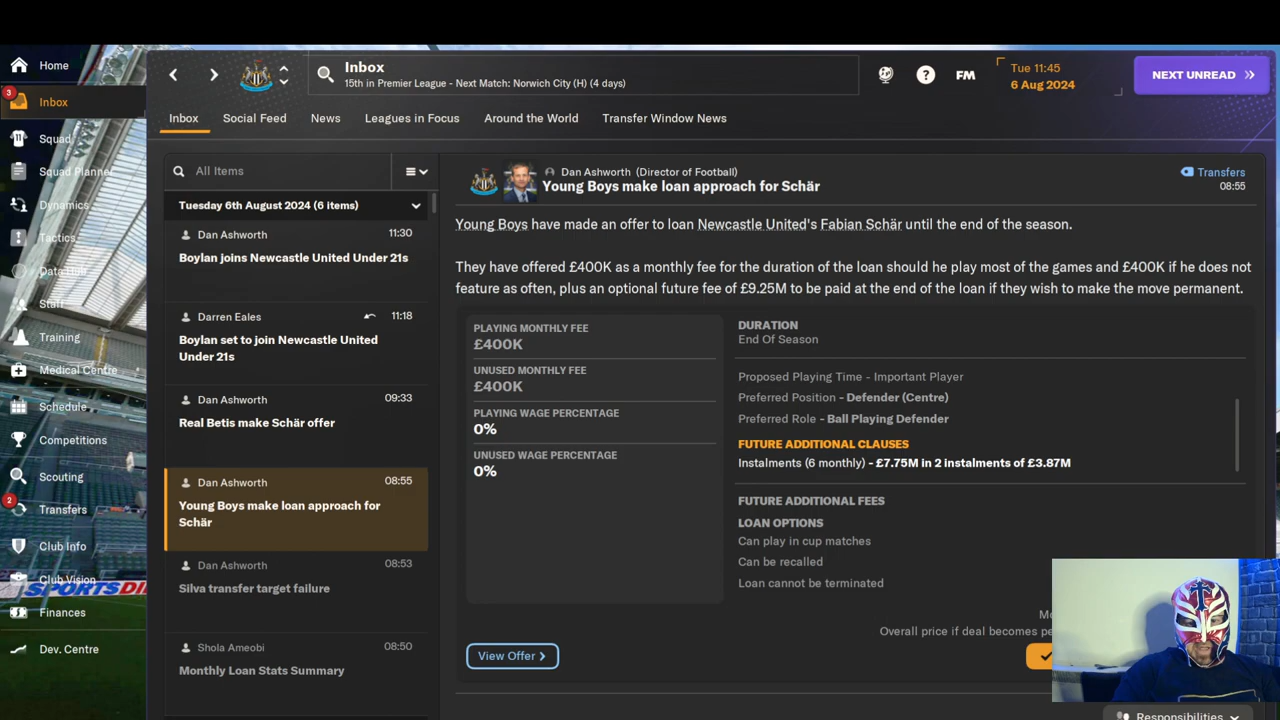 Home
3
Inbox
Squad
Squad Planner
Dynamics
Tactics
Data Hub
Staff
Training
Medical Centre
Schedule
Competitions
Scouting
2
Transfers
Club Info
Club Vision
Finances
Dev. Centre
Inbox
15th in Premier League - Next Match: Norwich City (H) (4 days)
FM
Tue 11:45
6 Aug 2024
NEXT UNREAD
Inbox
Social Feed
News
Leagues in Focus
Around the World
Transfer Window News
All Items
Tuesday 6th August 2024 (6 items)
Dan Ashworth 11:30
Boylan joins Newcastle United Under 21s
Darren Eales 11:18
Boylan set to join Newcastle United
Under 21s
Dan Ashworth 09:33
Real Betis make Schär offer
Dan Ashworth 08:55
Young Boys make loan approach for
Schär
Dan Ashworth 08:53
Silva transfer target failure
Shola Ameobi 08:50
Monthly Loan Stats Summary
Dan Ashworth (Director of Football)
Young Boys make loan approach for Schär
Transfers
08:55
Young Boys have made an offer to loan Newcastle United's Fabian Schär until the end of the season.
They have offered £400K as a monthly fee for the duration of the loan should he play most of the games and £400K if he does not
feature as often, plus an optional future fee of £9.25M to be paid at the end of the loan if they wish to make the move permanent.
PLAYING MONTHLY FEE
£400K
UNUSED MONTHLY FEE
£400K
PLAYING WAGE PERCENTAGE
0%
UNUSED WAGE PERCENTAGE
0%
DURATION
End Of Season
Proposed Playing Time - Important Player
Preferred Position - Defender (Centre)
Preferred Role - Ball Playing Defender
FUTURE ADDITIONAL CLAUSES
Instalments (6 monthly) - £7.75M in 2 instalments of £3.87M
FUTURE ADDITIONAL FEES
LOAN OPTIONS
Can play in cup matches
Can be recalled
Loan cannot be terminated
Overall price if deal becomes
View Offer
Responsibilities
SPORTS DI